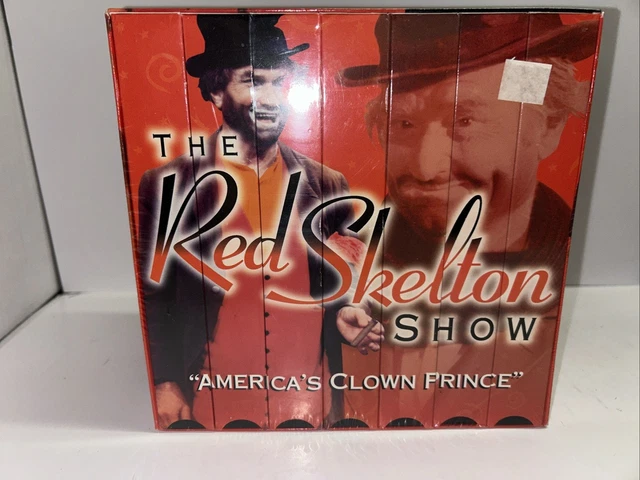 THE
Red Skelton
SHOW
“AMERICA’S CLOWN PRINCE”